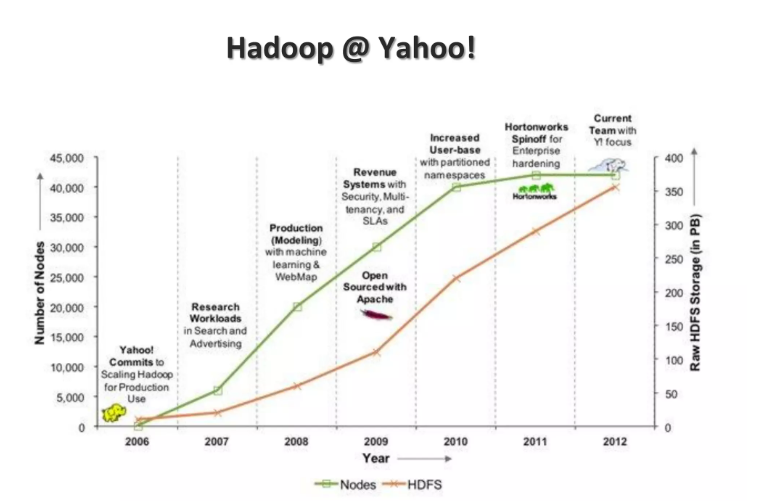 Hadoop @ Yahoo!
Current
Team with
Y! focus
Hortonworks
Spinoff for
Enterprise
hardening
Increased
User-base
with partitioned
namespaces
Revenue
Systems with
Security, Multi-
tenancy, and
SLAs
Production
(Modeling)
with machine
learning &
WebMap
Open
Sourced with
Apache
Research
Workloads
in Search and
Advertising
Yahoo!
Commits to
Scaling Hadoop
for Production
Use
Hortonworks
Number of Nodes
45,000
40,000
35,000
30,000
25,000
20,000
15,000
10,000
5,000
0
400
350
300
250
200
150
100
50
0
Raw HDFS Storage (in PB)
2006 2007 2008 2009 2010 2011 2012
Year
Nodes HDFS